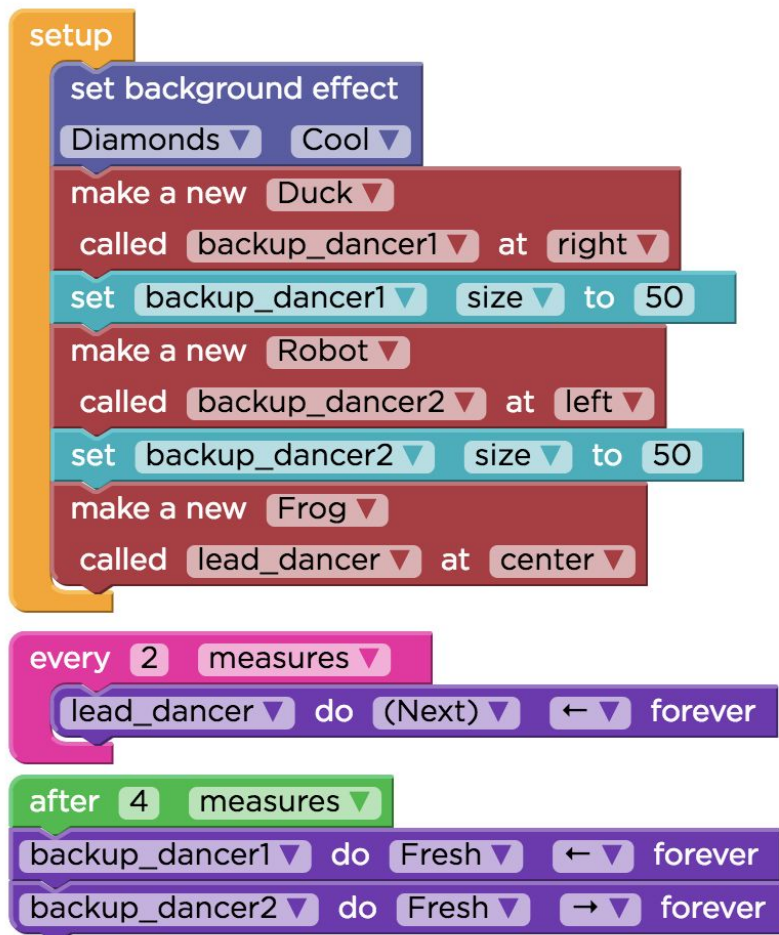 setup
set background effect
Diamonds ▼ Cool ▼
make a new Duck ▼
called backup_dancer1 ▼ at right ▼
set backup_dancer1 ▼ size ▼ to 50
make a new Robot ▼
called backup_dancer2 ▼ at left ▼
set backup_dancer2 ▼ size ▼ to 50
make a new Frog ▼
called lead_dancer ▼ at center ▼
every 2 measures ▼
lead_dancer ▼ do (Next) ▼ ← ▼ forever
after 4 measures ▼
backup_dancer1 ▼ do Fresh ▼ ← ▼ forever
backup_dancer2 ▼ do Fresh ▼ → ▼ forever